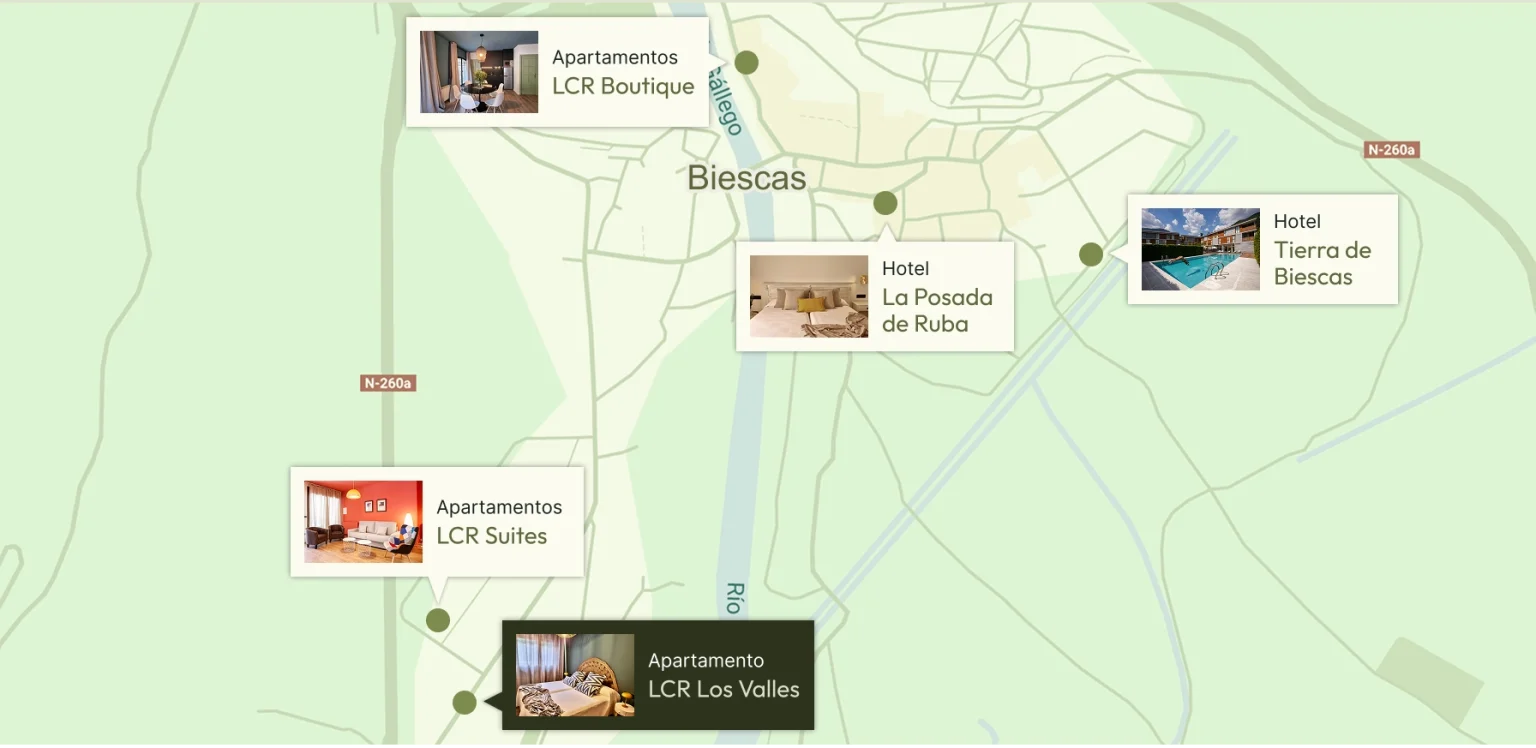 Apartamentos
LCR Boutique
Gállego
Biescas
N-260a
Hotel
Tierra de
Biescas
Hotel
La Posada
de Ruba
N-260a
Apartamentos
LCR Suites
Río
Apartamento
LCR Los Valles